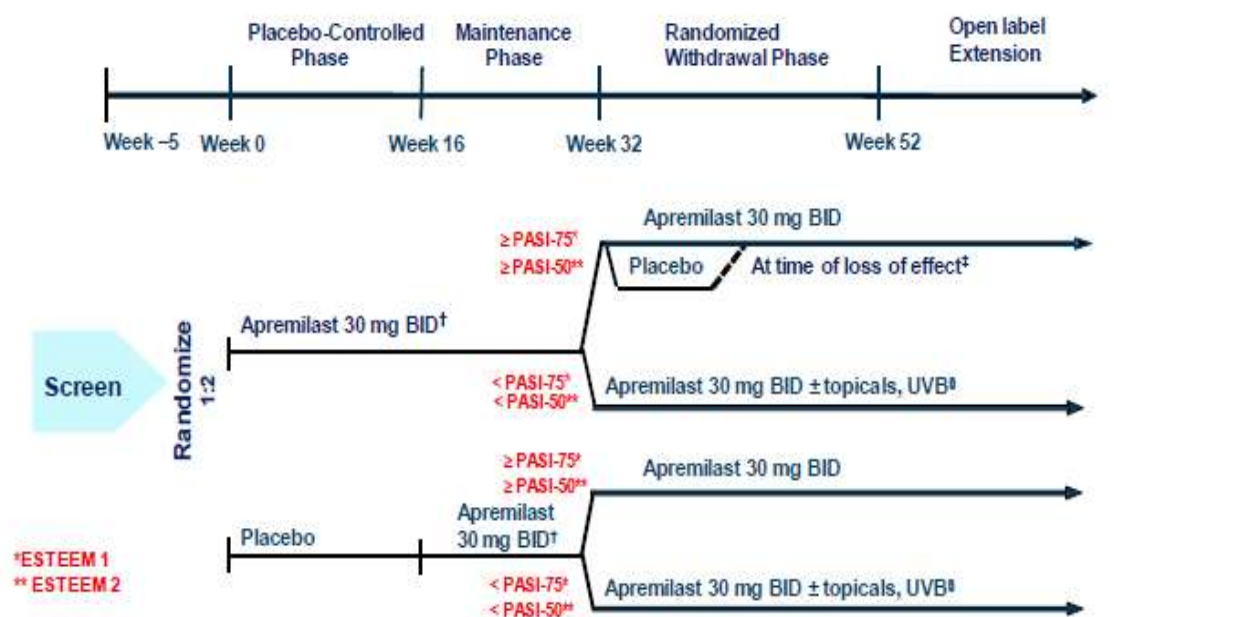 Placebo-Controlled
Phase
Maintenance
Phase
Randomized
Withdrawal Phase
Open label
Extension
Week –5
Week 0
Week 16
Week 32
Week 52
Apremilast 30 mg BID
≥ PASI-75*
≥ PASI-50**
Placebo
At time of loss of effect‡
Apremilast 30 mg BID†
Screen
Randomize
1:2
< PASI-75*
< PASI-50**
Apremilast 30 mg BID ± topicals, UVB§
≥ PASI-75*
≥ PASI-50**
Apremilast 30 mg BID
Placebo
Apremilast
30 mg BID†
*ESTEEM 1
** ESTEEM 2
< PASI-75*
< PASI-50**
Apremilast 30 mg BID ± topicals, UVB§